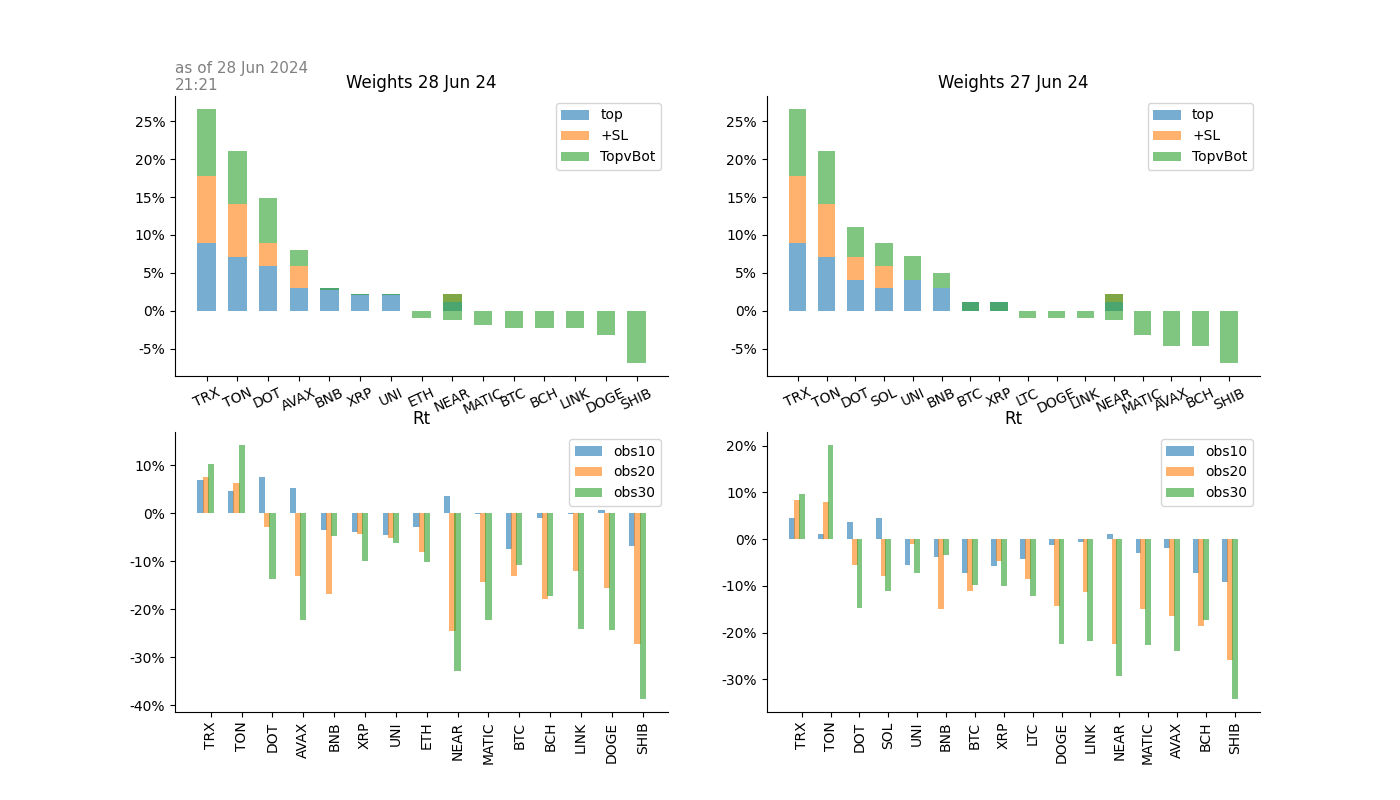 as of 28 Jun 2024
21:21
Weights 28 Jun 24
25%
20%
15%
10%
5%
0%
-5%
top
+SL
TopvBot
TRX TON DOT AVAX BNB XRP UNI ETH NEAR MATIC BTC BCH LINK DOGE SHIB
Weights 27 Jun 24
25%
20%
15%
10%
5%
0%
-5%
top
+SL
TopvBot
TRX TON DOT SOL UNI BNB BTC XRP LTC DOGE LINK NEAR MATIC AVAX BCH SHIB
Rt
10%
0%
-10%
-20%
-30%
-40%
obs10
obs20
obs30
TRX TON DOT AVAX BNB XRP UNI ETH NEAR MATIC BTC BCH LINK DOGE SHIB
Rt
20%
10%
0%
-10%
-20%
-30%
obs10
obs20
obs30
TRX TON DOT SOL UNI BNB BTC XRP LTC DOGE LINK NEAR MATIC AVAX BCH SHIB